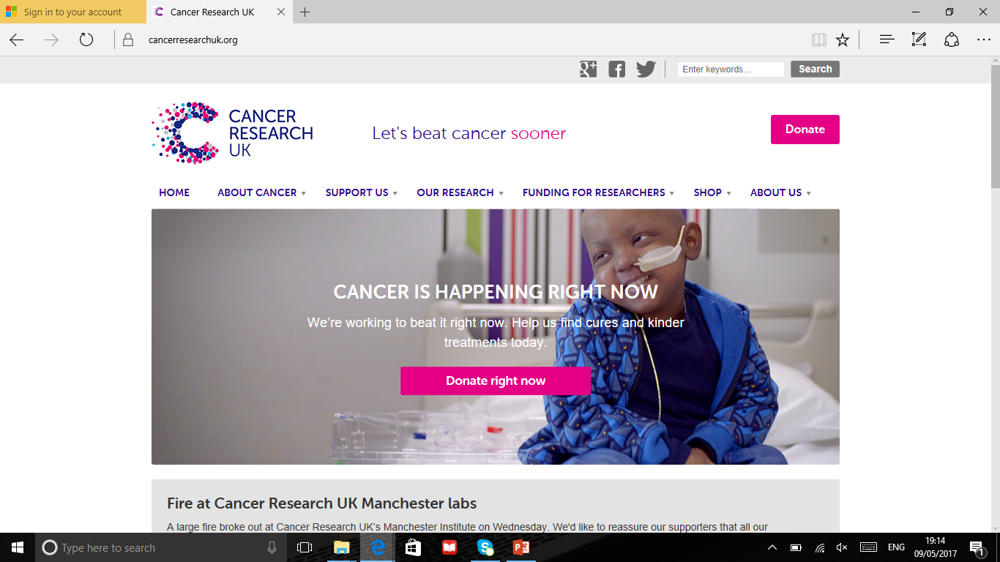 Sign in to your account
Cancer Research UK
cancerresearchuk.org
g+
Enter keywords...
Search
CANCER
RESEARCH
UK
Let's beat cancer sooner
Donate
HOME ABOUT CANCER SUPPORT US OUR RESEARCH FUNDING FOR RESEARCHERS SHOP ABOUT US
CANCER IS HAPPENING RIGHT NOW
We're working to beat it right now. Help us find cures and kinder
treatments today.
Donate right now
Fire at Cancer Research UK Manchester labs
A large fire broke out at Cancer Research UK's Manchester Institute on Wednesday. We'd like to reassure our supporters that all our
Type here to search
ENG
19:14
09/05/2017
1